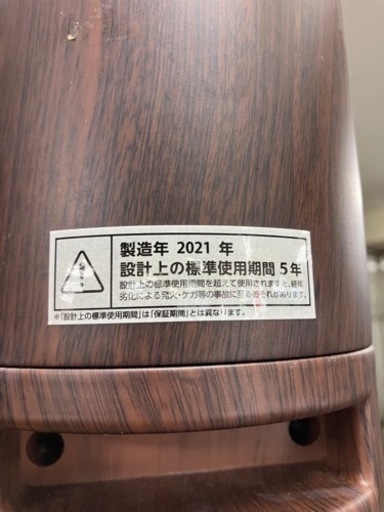 製造年 2021 年
設計上の標準使用期間 5年
設計上の標準使用期間を超えて使用されますと、経年
劣化による発火・ケガ等の事故に至るおそれがあります。
※「設計上の標準使用期間」は「保証期間」とは異なります。